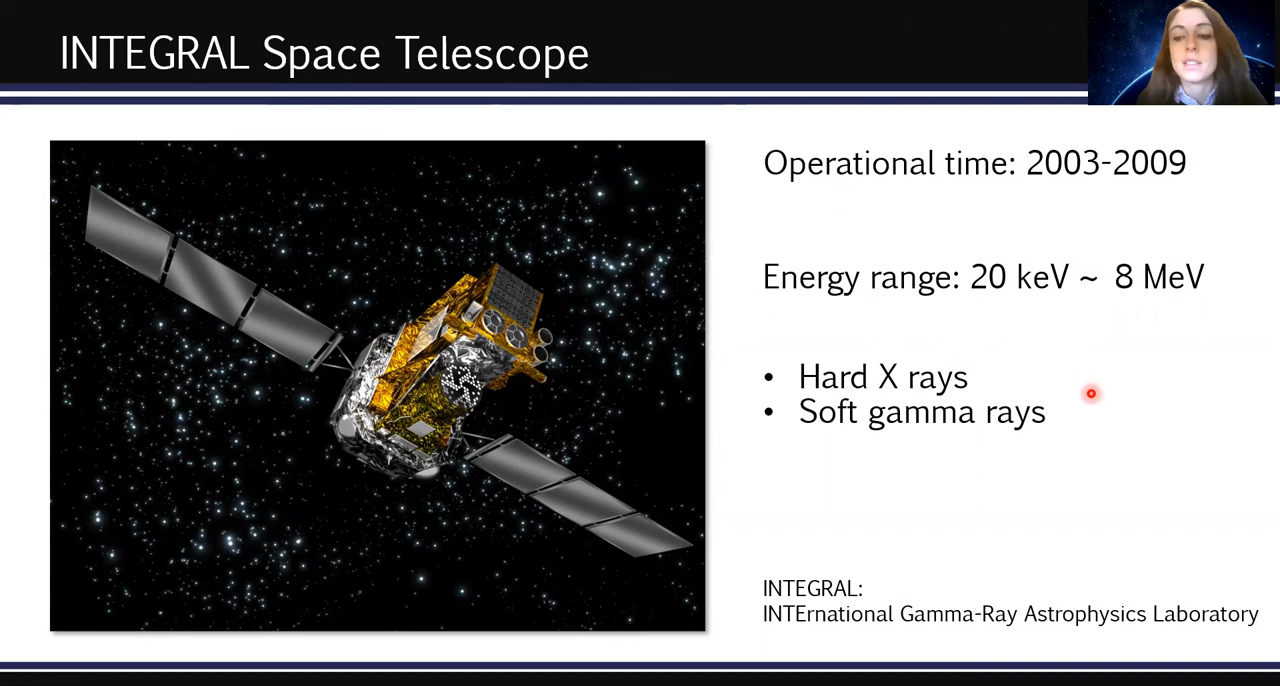 INTEGRAL Space Telescope
Operational time: 2003-2009
Energy range: 20 keV ~ 8 MeV
• Hard X rays
• Soft gamma rays
INTEGRAL:
INTErnational Gamma-Ray Astrophysics Laboratory